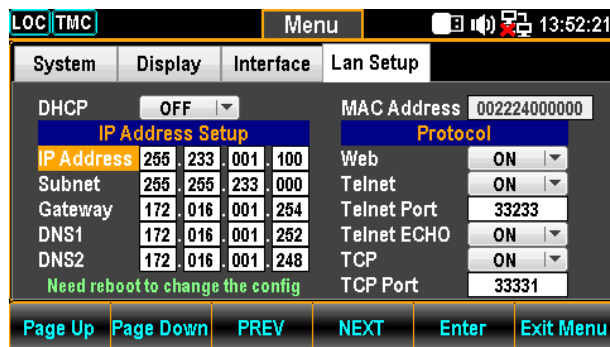 LOC TMC Menu 13:52:21
System Display Interface Lan Setup
DHCP OFF MAC Address 002224000000
IP Address Setup Protocol
IP Address 255 . 233 . 001 . 100 Web ON
Subnet 255 . 255 . 233 . 000 Telnet ON
Gateway 172 . 016 . 001 . 254 Telnet Port 33233
DNS1 172 . 016 . 001 . 252 Telnet ECHO ON
DNS2 172 . 016 . 001 . 248 TCP ON
Need reboot to change the config TCP Port 33331
Page Up Page Down PREV NEXT Enter Exit Menu